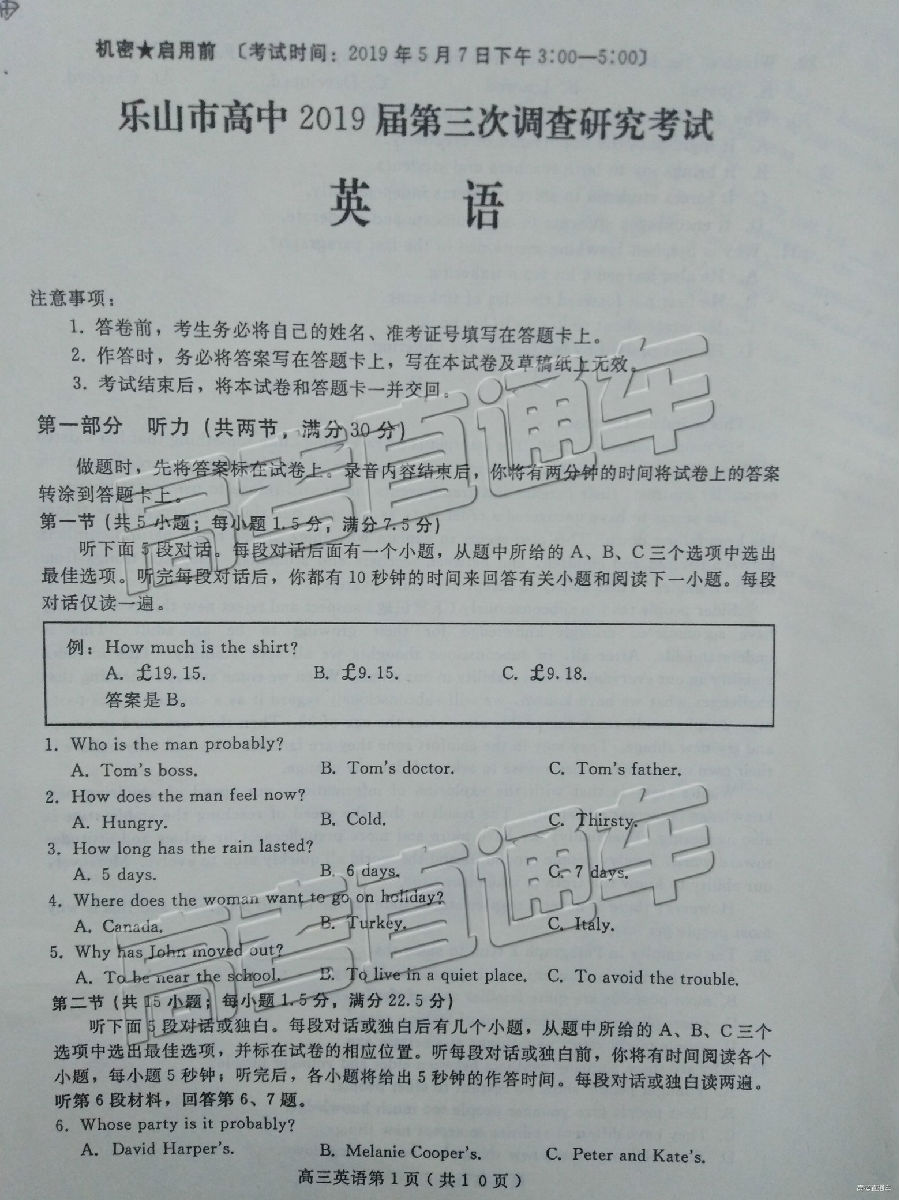 机密★启用前 〔考试时间：2019年5月7日下午3:00—5:00〕
乐山市高中2019届第三次调查研究考试
英 语
注意事项：
1. 答卷前，考生务必将自己的姓名、准考证号填写在答题卡上。
2. 作答时，务必将答案写在答题卡上，写在本试卷及草稿纸上无效。
3. 考试结束后，将本试卷和答题卡一并交回。
第一部分 听力（共两节，满分30分）
做题时，先将答案标在试卷上。录音内容结束后，你将有两分钟的时间将试卷上的答案
转涂到答题卡上。
第一节（共5小题；每小题1.5分，满分7.5分）
听下面5段对话。每段对话后面有一个小题，从题中所给的A、B、C三个选项中选出
最佳选项。听完每段对话后，你都有10秒钟的时间来回答有关小题和阅读下一小题。每段
对话仅读一遍。
例：How much is the shirt?
A. £19.15. B. £9.15. C. £9.18.
答案是B。
1. Who is the man probably?
A. Tom's boss. B. Tom's doctor. C. Tom's father.
2. How does the man feel now?
A. Hungry. B. Cold. C. Thirsty.
3. How long has the rain lasted?
A. 5 days. B. 6 days. C. 7 days.
4. Where does the woman want to go on holiday?
A. Canada. B. Turkey. C. Italy.
5. Why has John moved out?
A. To be near the school. B. To live in a quiet place. C. To avoid the trouble.
第二节（共15小题；每小题1.5分，满分22.5分）
听下面5段对话或独白。每段对话或独白后有几个小题，从题中所给的A、B、C三个
选项中选出最佳选项，并标在试卷的相应位置。听每段对话或独白前，你将有时间阅读各个
小题，每小题5秒钟；听完后，各小题将给出5秒钟的作答时间。每段对话或独白读两遍。
听第6段材料，回答第6、7题。
6. Whose party is it probably?
A. David Harper's. B. Melanie Cooper's. C. Peter and Kate's.
高三英语第1页（共10页）
高考直通车
高考直通车